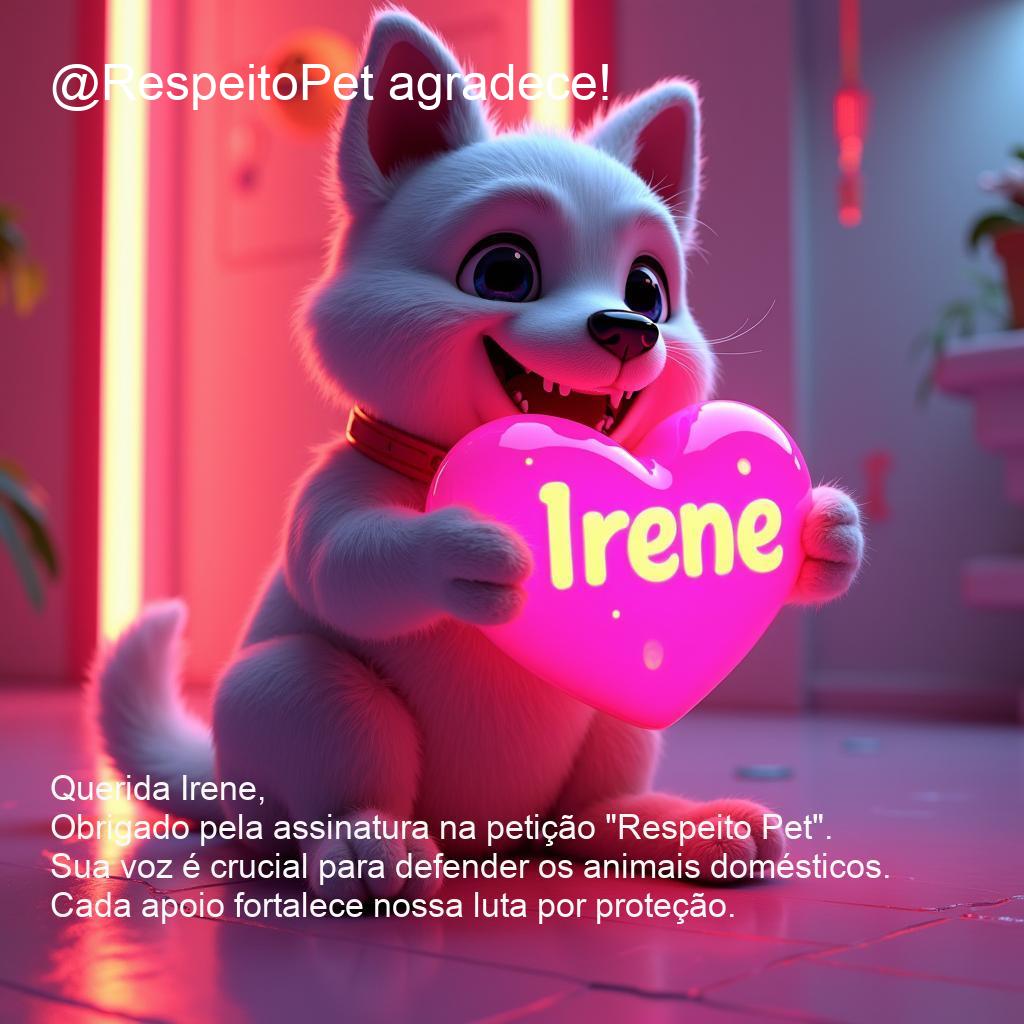 @RespeitoPet agradece!
Irene
Querida Irene,
Obrigado pela assinatura na petição "Respeito Pet".
Sua voz é crucial para defender os animais domésticos.
Cada apoio fortalece nossa luta por proteção.